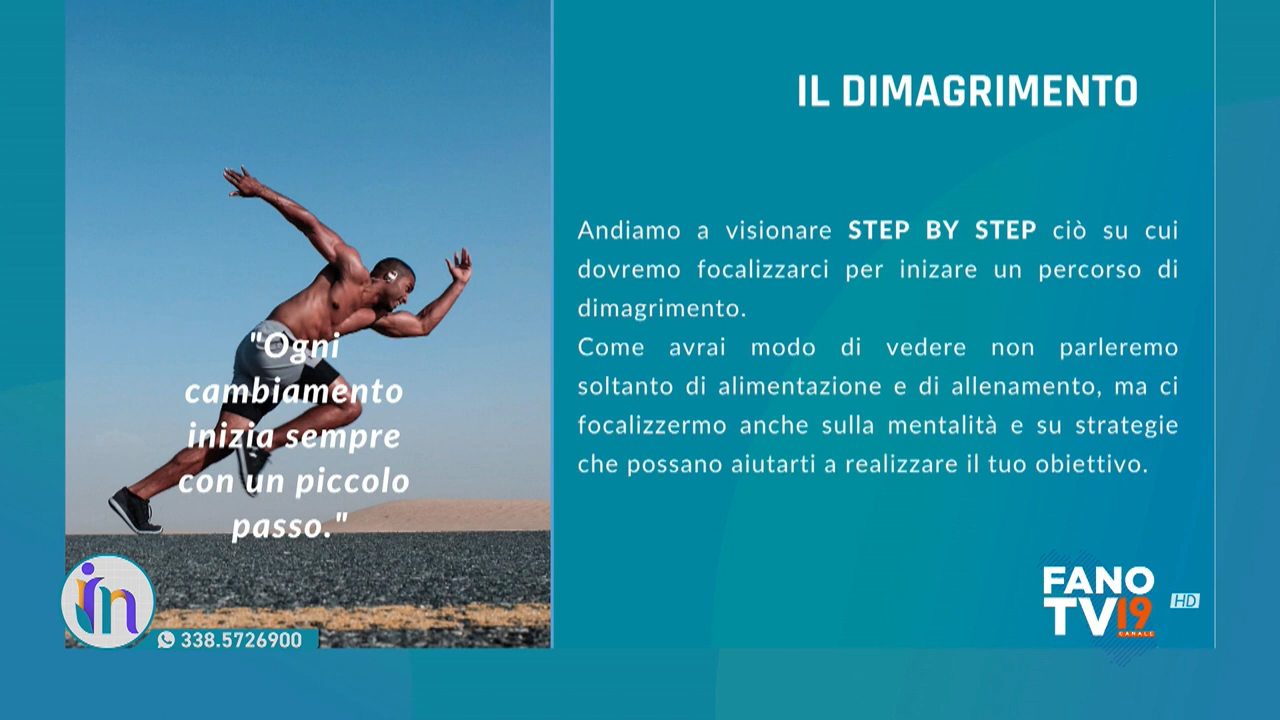 IL DIMAGRIMENTO
Andiamo a visionare STEP BY STEP ciò su cui
dovremo focalizzarci per inizare un percorso di
dimagrimento.
Come avrai modo di vedere non parleremo
soltanto di alimentazione e di allenamento, ma ci
focalizzermo anche sulla mentalità e su strategie
che possano aiutarti a realizzare il tuo obiettivo.
"Ogni
cambiamento
inizia sempre
con un piccolo
passo."
in
338.5726900
FANO
TV19
CANALE
HD